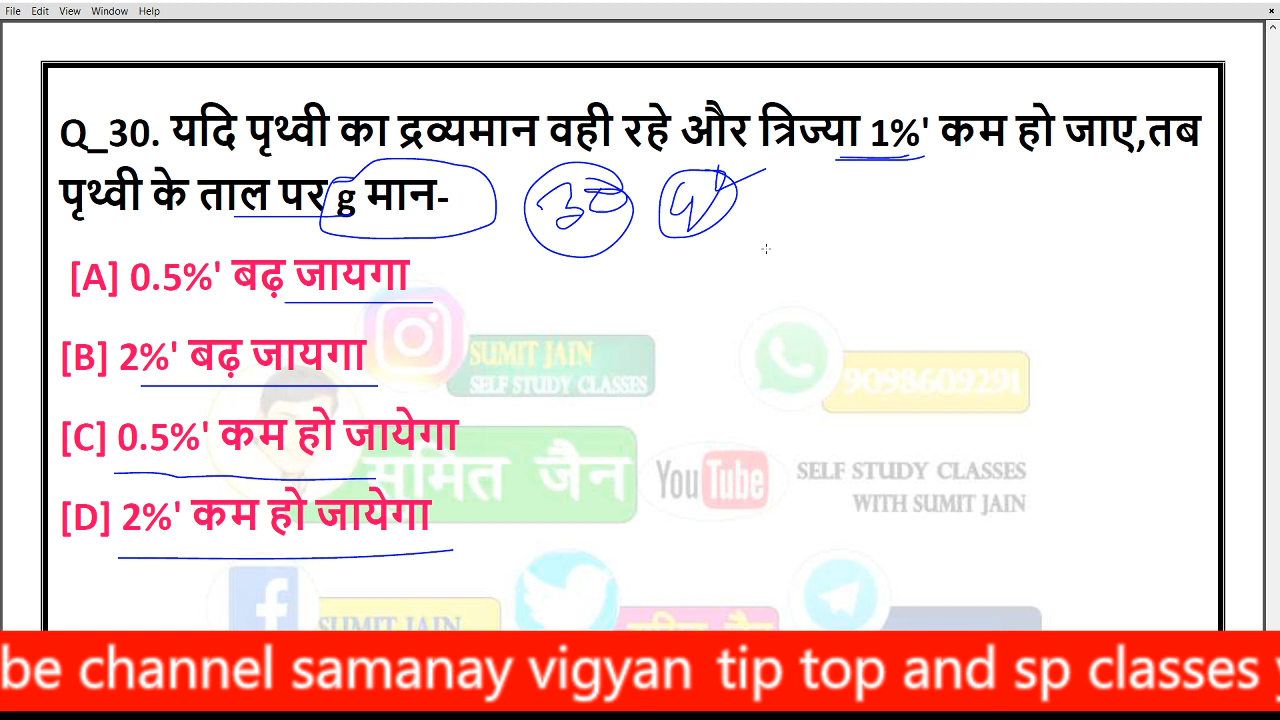 File Edit View Window Help
Q_30. यदि पृथ्वी का द्रव्यमान वही रहे और त्रिज्या 1%' कम हो जाए,तब
पृथ्वी के ताल पर g मान-
30
[A] 0.5%' बढ़ जायगा
[B] 2%' बढ़ जायगा
SUMIT JAIN
SELF STUDY CLASSES
9098609291
[C] 0.5%' कम हो जायेगा
सुमित जैन
YouTube
SELF STUDY CLASSES
WITH SUMIT JAIN
[D] 2%' कम हो जायेगा
SUMIT JAIN
be channel samanay vigyan tip top and sp classes